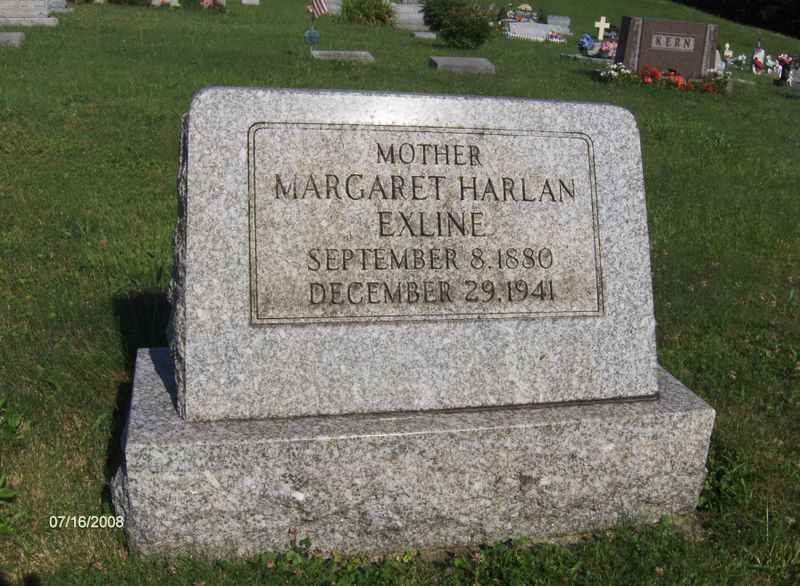 KERN
MOTHER
MARGARET HARLAN
EXLINE
SEPTEMBER 8, 1880
DECEMBER 29, 1941
07/16/2008